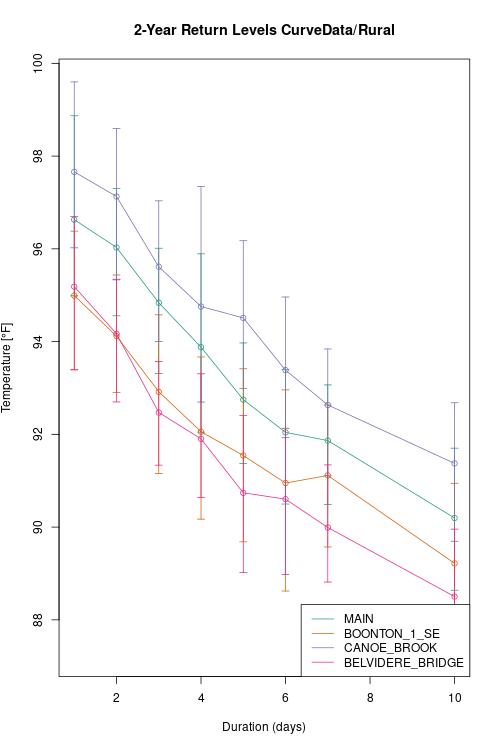 2-Year Return Levels CurveData/Rural
100
98
96
94
92
90
88
Temperature [°F]
MAIN
BOONTON_1_SE
CANOE_BROOK
BELVIDERE_BRIDGE
2 4 6 8 10
Duration (days)